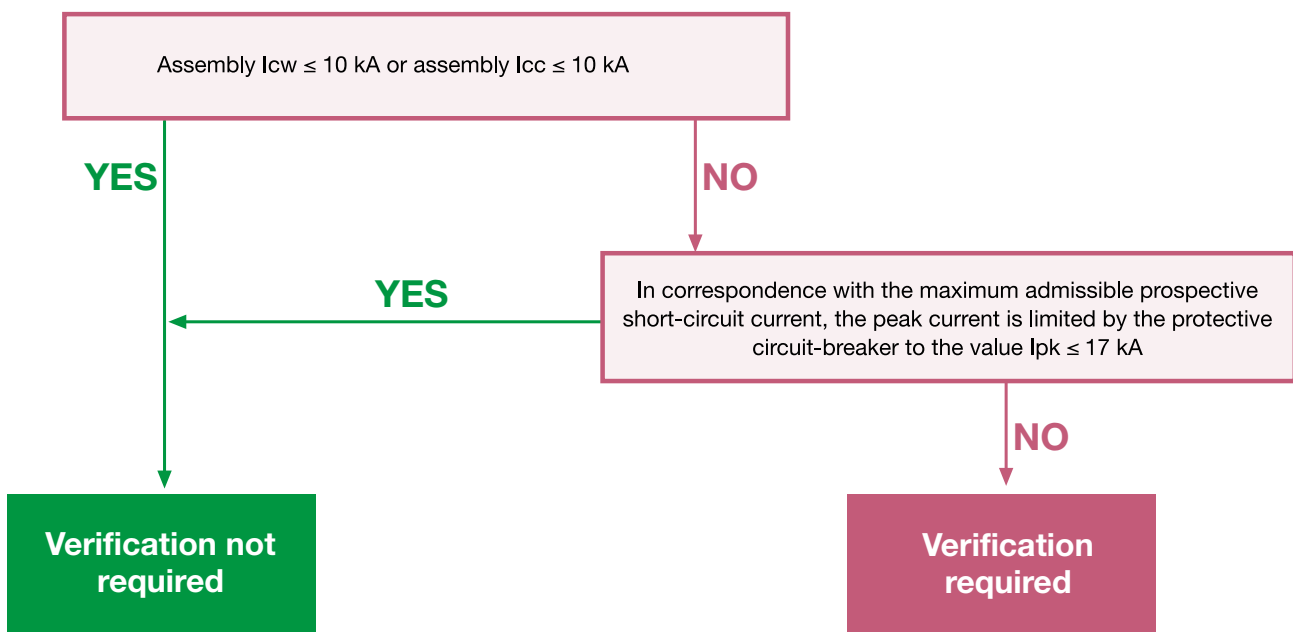 Assembly Icw ≤ 10 kA or assembly Icc ≤ 10 kA
YES
NO
YES
In correspondence with the maximum admissible prospective
short-circuit current, the peak current is limited by the protective
circuit-breaker to the value Ipk ≤ 17 kA
NO
Verification not
required
Verification
required